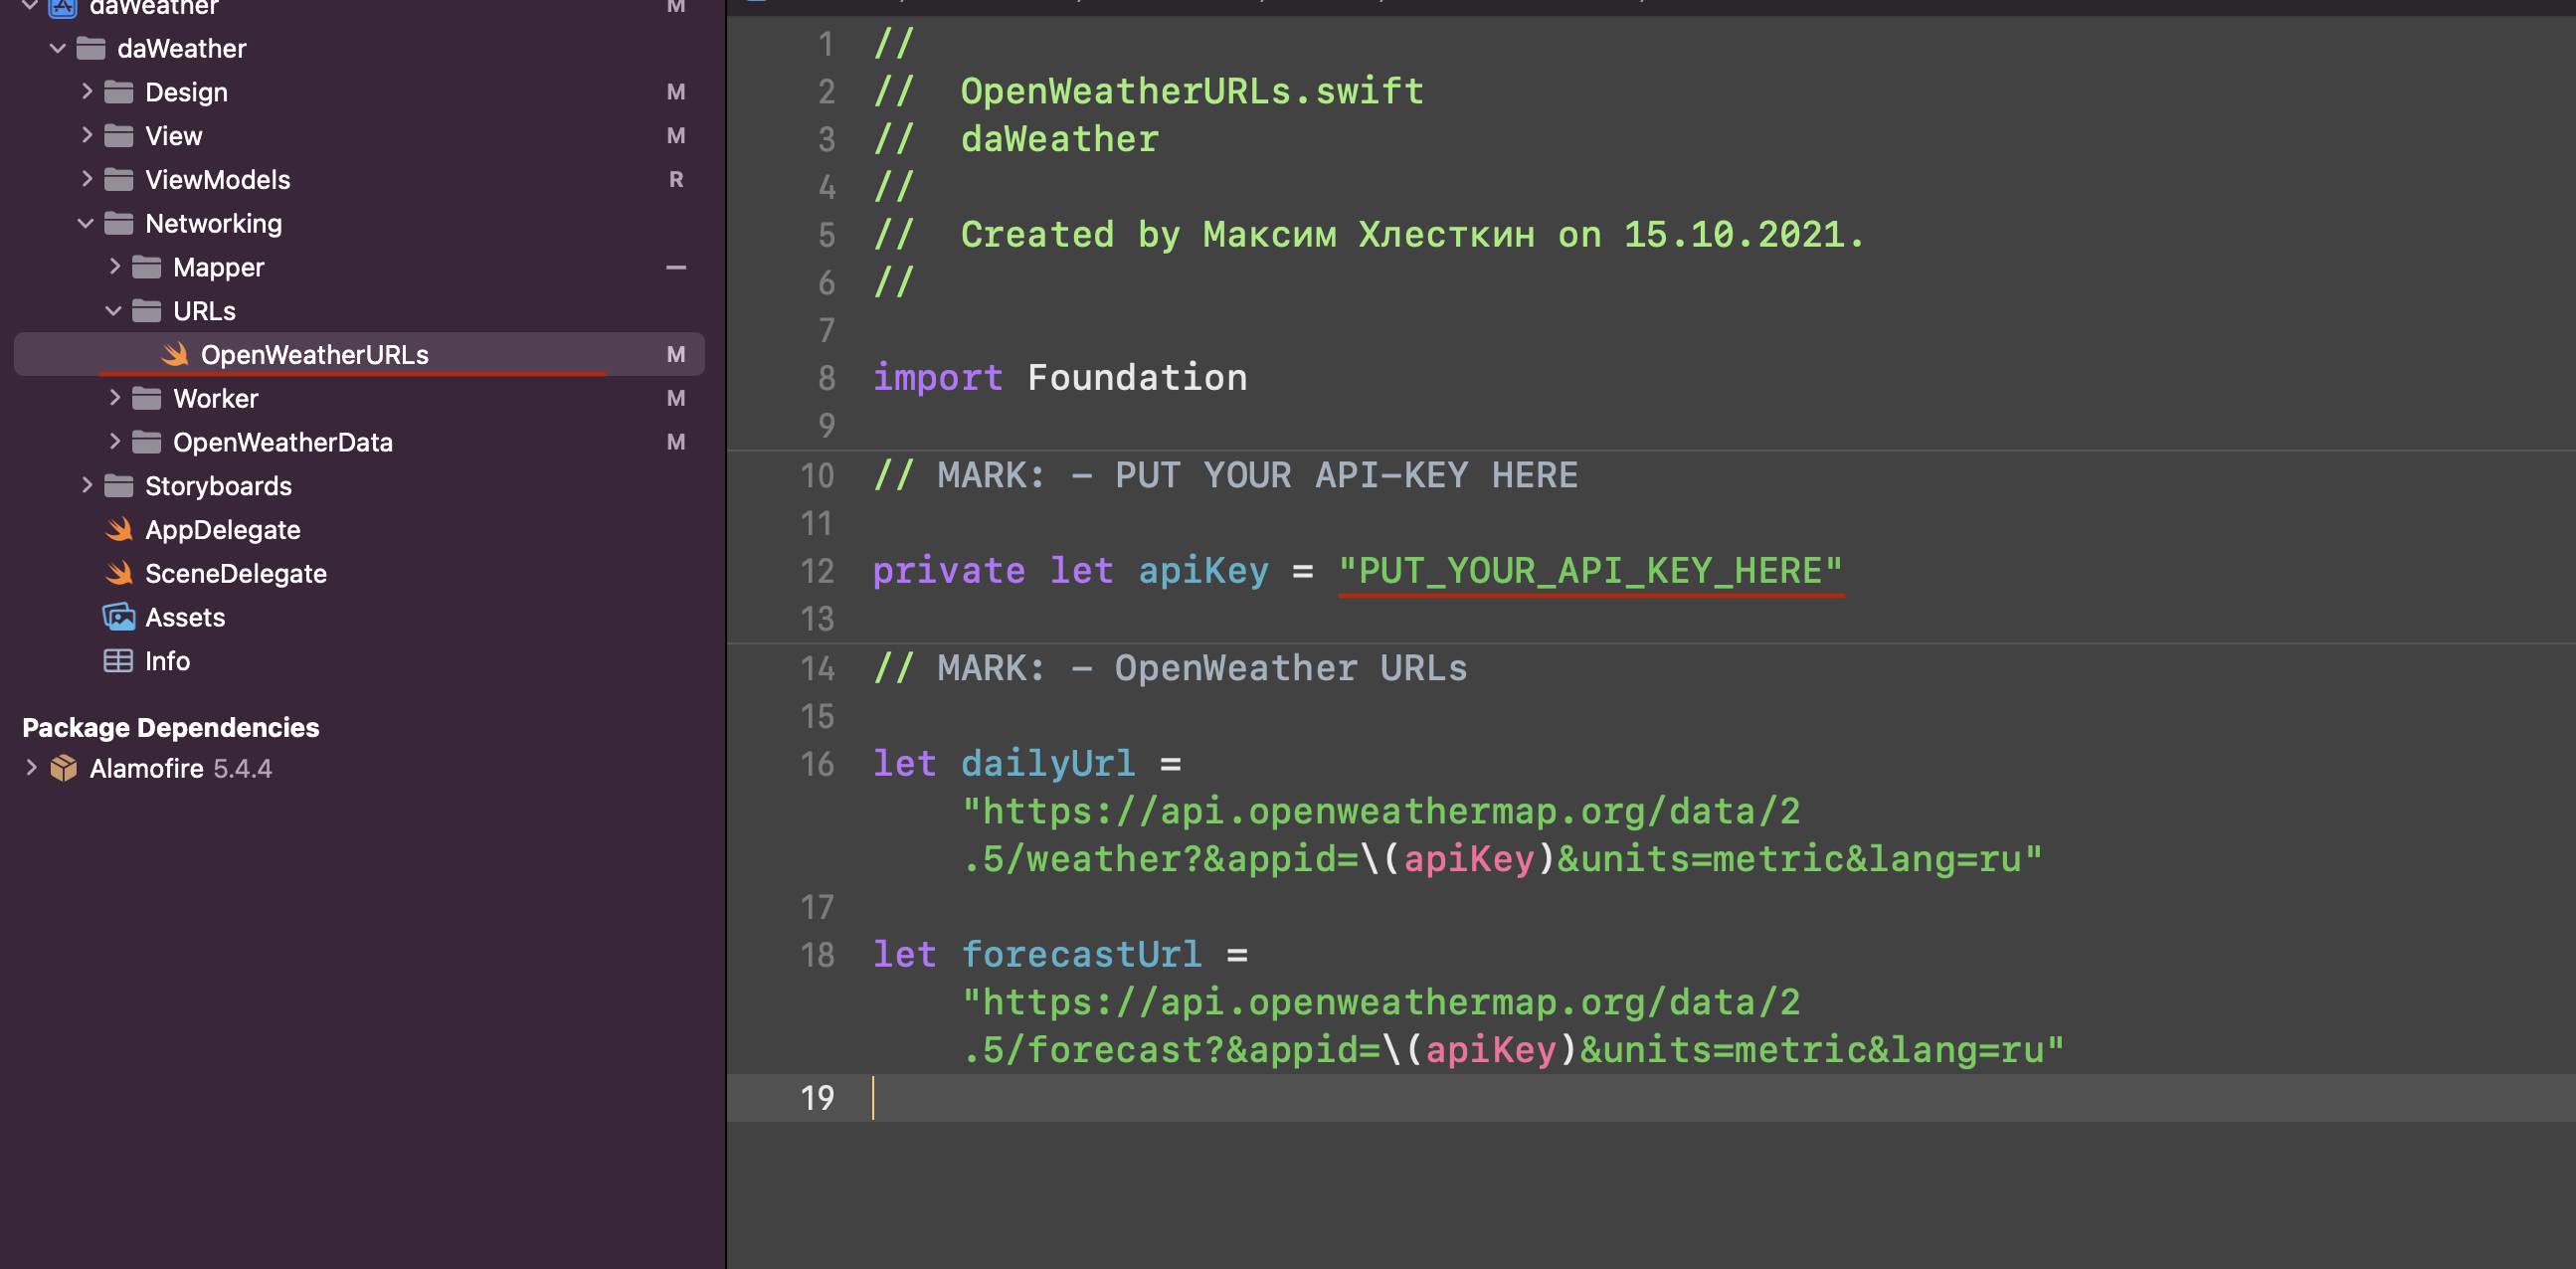 daWeather M
daWeather
Design M
View M
ViewModels R
Networking
Mapper –
URLs
OpenWeatherURLs M
Worker M
OpenWeatherData M
Storyboards
AppDelegate
SceneDelegate
Assets
Info
Package Dependencies
Alamofire 5.4.4
1 //
2 //  OpenWeatherURLs.swift
3 //  daWeather
4 //
5 //  Created by Максим Хлесткин on 15.10.2021.
6 //
7
8 import Foundation
9
10 // MARK: - PUT YOUR API-KEY HERE
11
12 private let apiKey = "PUT_YOUR_API_KEY_HERE"
13
14 // MARK: - OpenWeather URLs
15
16 let dailyUrl =
"https://api.openweathermap.org/data/2
.5/weather?&appid=\(apiKey)&units=metric&lang=ru"
17
18 let forecastUrl =
"https://api.openweathermap.org/data/2
.5/forecast?&appid=\(apiKey)&units=metric&lang=ru"
19